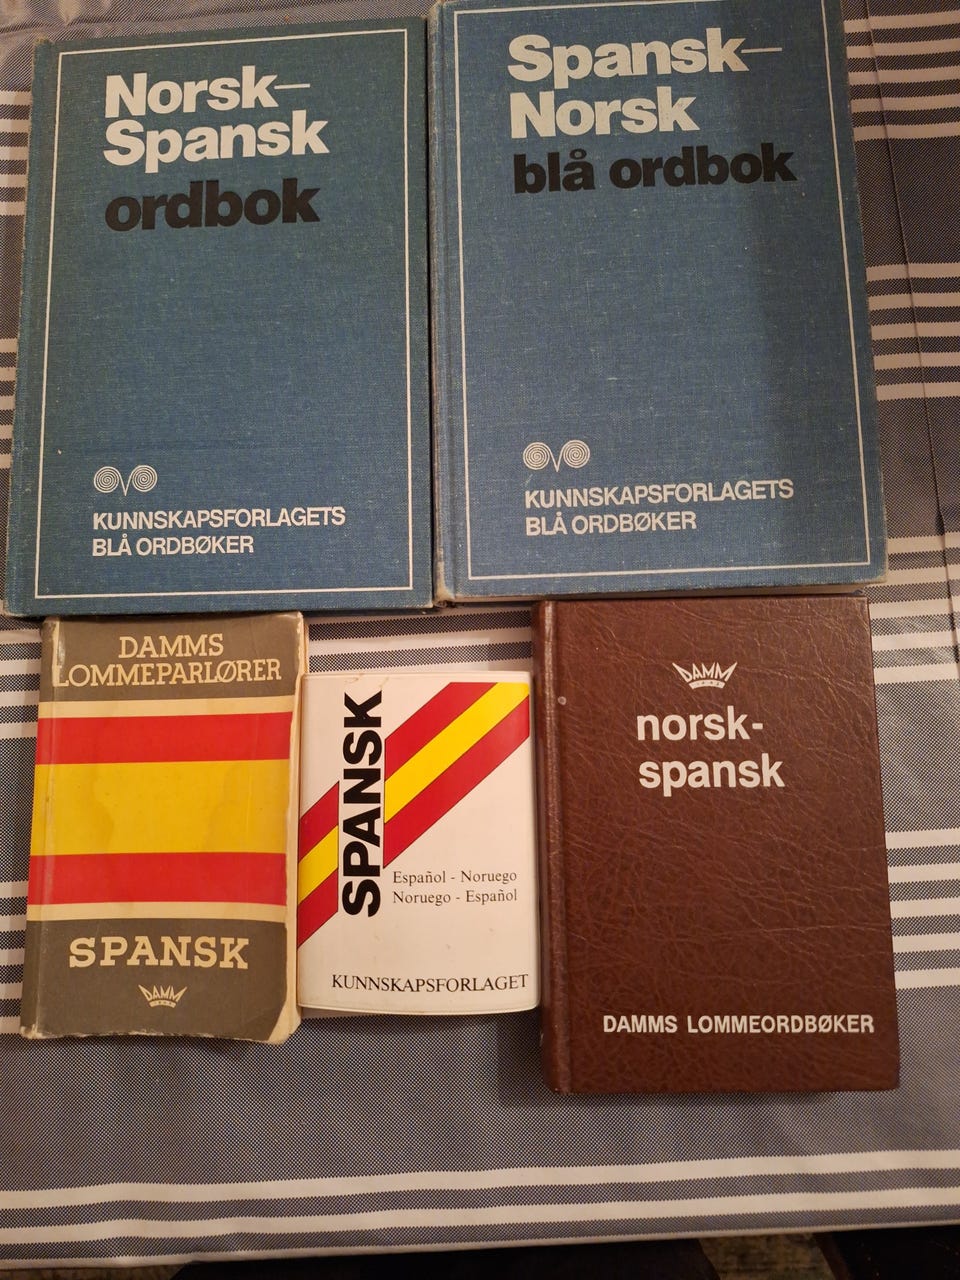 Norsk–
Spansk
ordbok
KUNNSKAPSFORLAGETS
BLÅ ORDBØKER
Spansk–
Norsk
blå ordbok
KUNNSKAPSFORLAGETS
BLÅ ORDBØKER
DAMMS
LOMMEPARLØRER
SPANSK
DAMM
SPANSK
Español - Noruego
Noruego - Español
KUNNSKAPSFORLAGET
DAMM
norsk-
spansk
DAMMS LOMMEORDBØKER